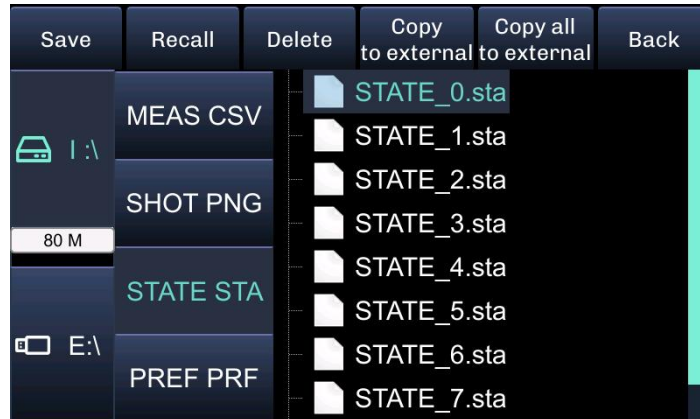 Save
Recall
Delete
Copy
to external
Copy all
to external
Back
I :\
80 M
E:\
MEAS CSV
SHOT PNG
STATE STA
PREF PRF
STATE_0.sta
STATE_1.sta
STATE_2.sta
STATE_3.sta
STATE_4.sta
STATE_5.sta
STATE_6.sta
STATE_7.sta